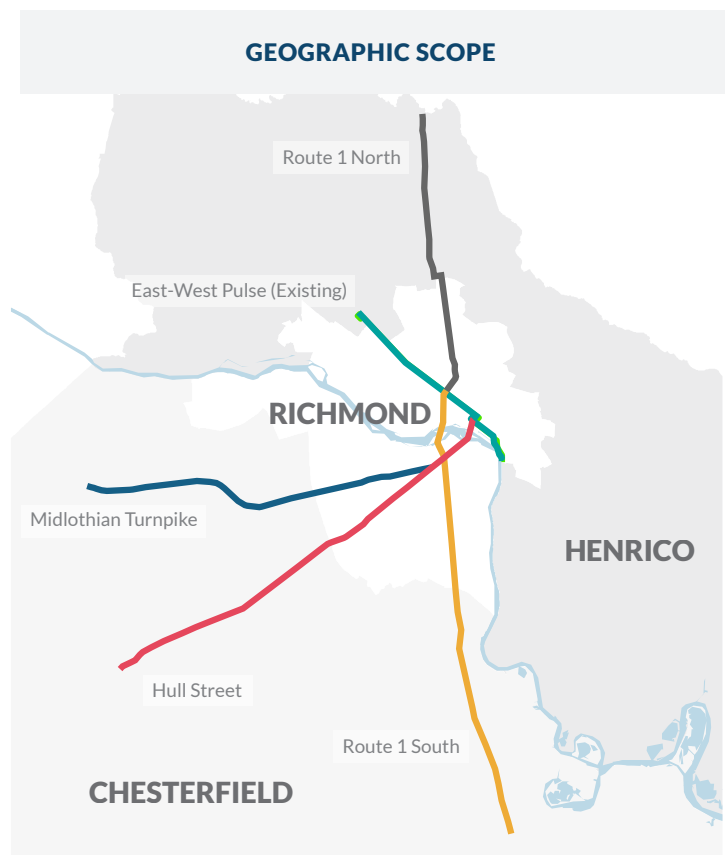 GEOGRAPHIC SCOPE
Route 1 North
East-West Pulse (Existing)
RICHMOND
Midlothian Turnpike
HENRICO
Hull Street
Route 1 South
CHESTERFIELD